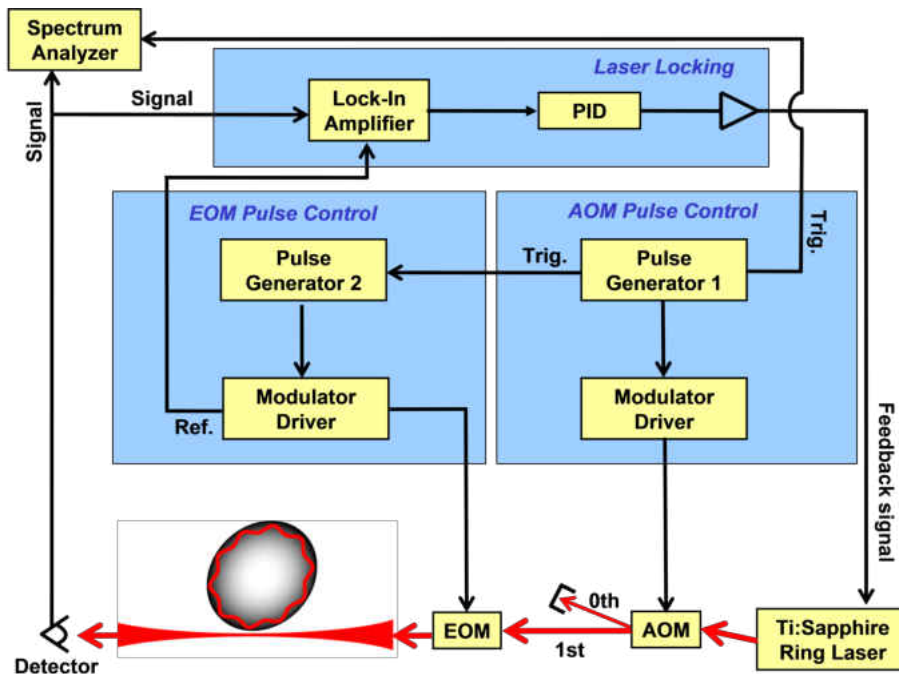 Spectrum
Analyzer
Laser Locking
Signal
Signal
Lock-In
Amplifier
PID
EOM Pulse Control
AOM Pulse Control
Trig.
Trig.
Pulse
Generator 2
Pulse
Generator 1
Modulator
Driver
Modulator
Driver
Ref.
Feedback signal
0th
EOM
1st
AOM
Ti:Sapphire
Ring Laser
Detector